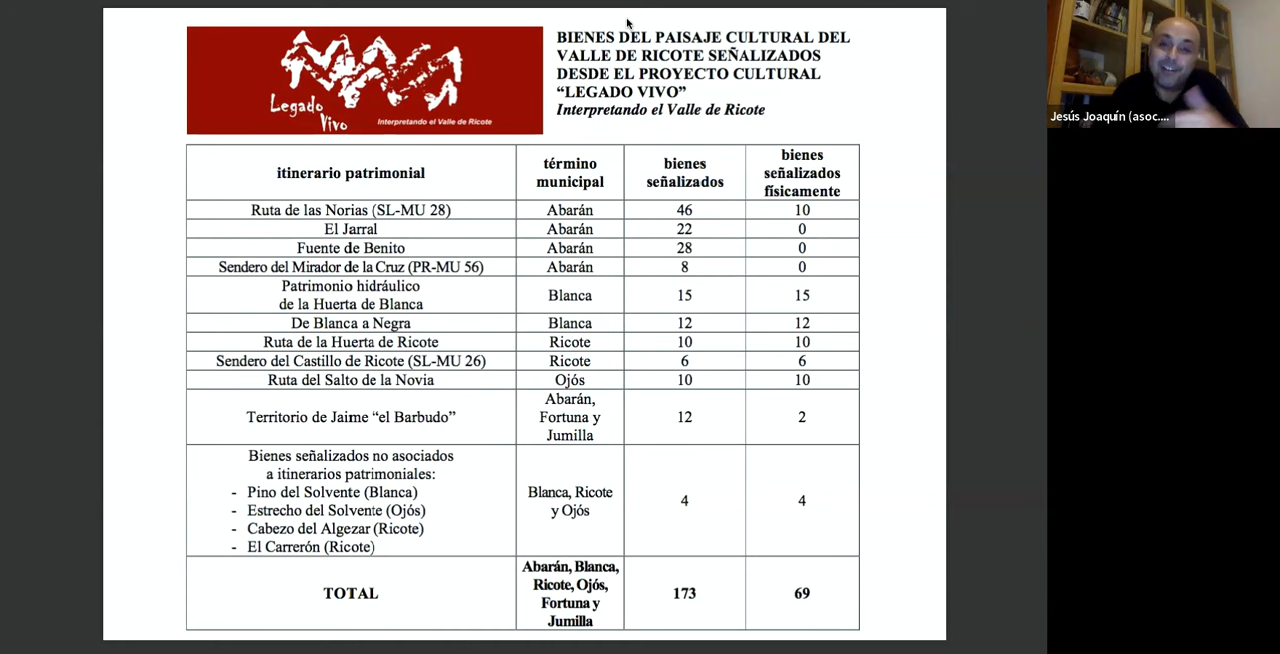 Legado
Vivo
Interpretando el Valle de Ricote
BIENES DEL PAISAJE CULTURAL DEL
VALLE DE RICOTE SEÑALIZADOS
DESDE EL PROYECTO CULTURAL
“LEGADO VIVO”
Interpretando el Valle de Ricote
Jesús Joaquín (asoc....
itinerario patrimonial término municipal bienes señalizados bienes señalizados físicamente
Ruta de las Norias (SL-MU 28) Abarán 46 10
El Jarral Abarán 22 0
Fuente de Benito Abarán 28 0
Sendero del Mirador de la Cruz (PR-MU 56) Abarán 8 0
Patrimonio hidráulico
de la Huerta de Blanca Blanca 15 15
De Blanca a Negra Blanca 12 12
Ruta de la Huerta de Ricote Ricote 10 10
Sendero del Castillo de Ricote (SL-MU 26) Ricote 6 6
Ruta del Salto de la Novia Ojós 10 10
Territorio de Jaime “el Barbudo” Abarán, Fortuna y Jumilla 12 2
Bienes señalizados no asociados
a itinerarios patrimoniales:
- Pino del Solvente (Blanca)
- Estrecho del Solvente (Ojós)
- Cabezo del Algezar (Ricote)
- El Carrerón (Ricote)
Blanca, Ricote
y Ojós
4 4
TOTAL Abarán, Blanca, Ricote, Ojós, Fortuna y Jumilla 173 69